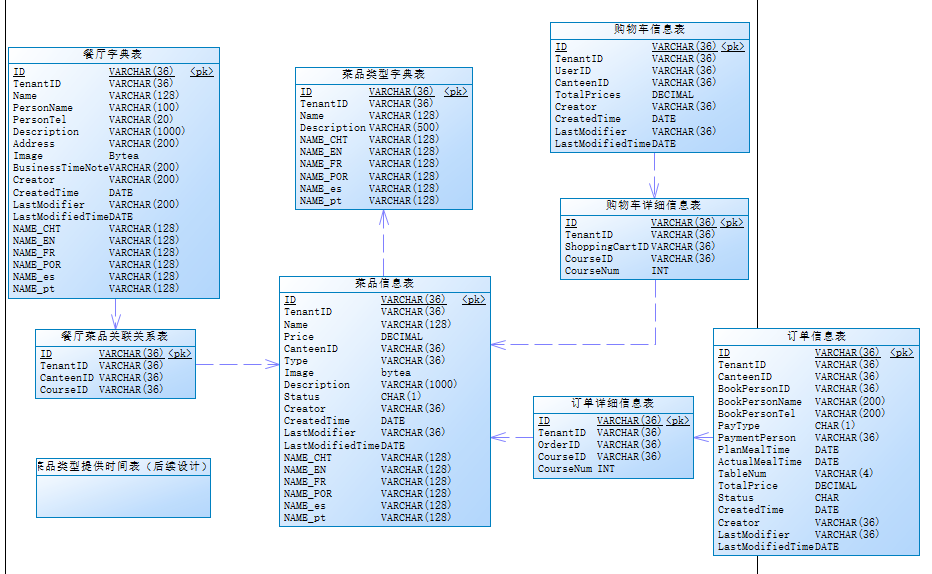 餐厅字典表
ID VARCHAR(36) <pk>
TenantID VARCHAR(36)
Name VARCHAR(128)
PersonName VARCHAR(100)
PersonTel VARCHAR(20)
Description VARCHAR(1000)
Address VARCHAR(200)
Image Bytea
BusinessTimeNote VARCHAR(200)
Creator VARCHAR(200)
CreatedTime DATE
LastModifier VARCHAR(200)
LastModifiedTime DATE
NAME_CHT VARCHAR(128)
NAME_EN VARCHAR(128)
NAME_FR VARCHAR(128)
NAME_POR VARCHAR(128)
NAME_es VARCHAR(128)
NAME_pt VARCHAR(128)
菜品类型字典表
ID VARCHAR(36) <pk>
TenantID VARCHAR(36)
Name VARCHAR(128)
Description VARCHAR(500)
NAME_CHT VARCHAR(128)
NAME_EN VARCHAR(128)
NAME_FR VARCHAR(128)
NAME_POR VARCHAR(128)
NAME_es VARCHAR(128)
NAME_pt VARCHAR(128)
购物车信息表
ID VARCHAR(36) <pk>
TenantID VARCHAR(36)
UserID VARCHAR(36)
CanteenID VARCHAR(36)
TotalPrices DECIMAL
Creator VARCHAR(36)
CreatedTime DATE
LastModifier VARCHAR(36)
LastModifiedTime DATE
购物车详细信息表
ID VARCHAR(36) <pk>
TenantID VARCHAR(36)
ShoppingCartID VARCHAR(36)
CourseID VARCHAR(36)
CourseNum INT
餐厅菜品关联关系表
ID VARCHAR(36) <pk>
TenantID VARCHAR(36)
CanteenID VARCHAR(36)
CourseID VARCHAR(36)
菜品信息表
ID VARCHAR(36) <pk>
TenantID VARCHAR(36)
Name VARCHAR(128)
Price DECIMAL
CanteenID VARCHAR(36)
Type VARCHAR(36)
Image bytea
Description VARCHAR(1000)
Status CHAR(1)
Creator VARCHAR(36)
CreatedTime DATE
LastModifier VARCHAR(36)
LastModifiedTime DATE
NAME_CHT VARCHAR(128)
NAME_EN VARCHAR(128)
NAME_FR VARCHAR(128)
NAME_POR VARCHAR(128)
NAME_es VARCHAR(128)
NAME_pt VARCHAR(128)
订单详细信息表
ID VARCHAR(36) <pk>
TenantID VARCHAR(36)
OrderID VARCHAR(36)
CourseID VARCHAR(36)
CourseNum INT
订单信息表
ID VARCHAR(36) <pk>
TenantID VARCHAR(36)
CanteenID VARCHAR(36)
BookPersonID VARCHAR(36)
BookPersonName VARCHAR(200)
BookPersonTel VARCHAR(200)
PayType CHAR(1)
PaymentPerson VARCHAR(36)
PlanMealTime DATE
ActualMealTime DATE
TableNum VARCHAR(4)
TotalPrice DECIMAL
Status CHAR
CreatedTime DATE
Creator VARCHAR(36)
LastModifier VARCHAR(36)
LastModifiedTime DATE
菜品类型提供时间表（后续设计）